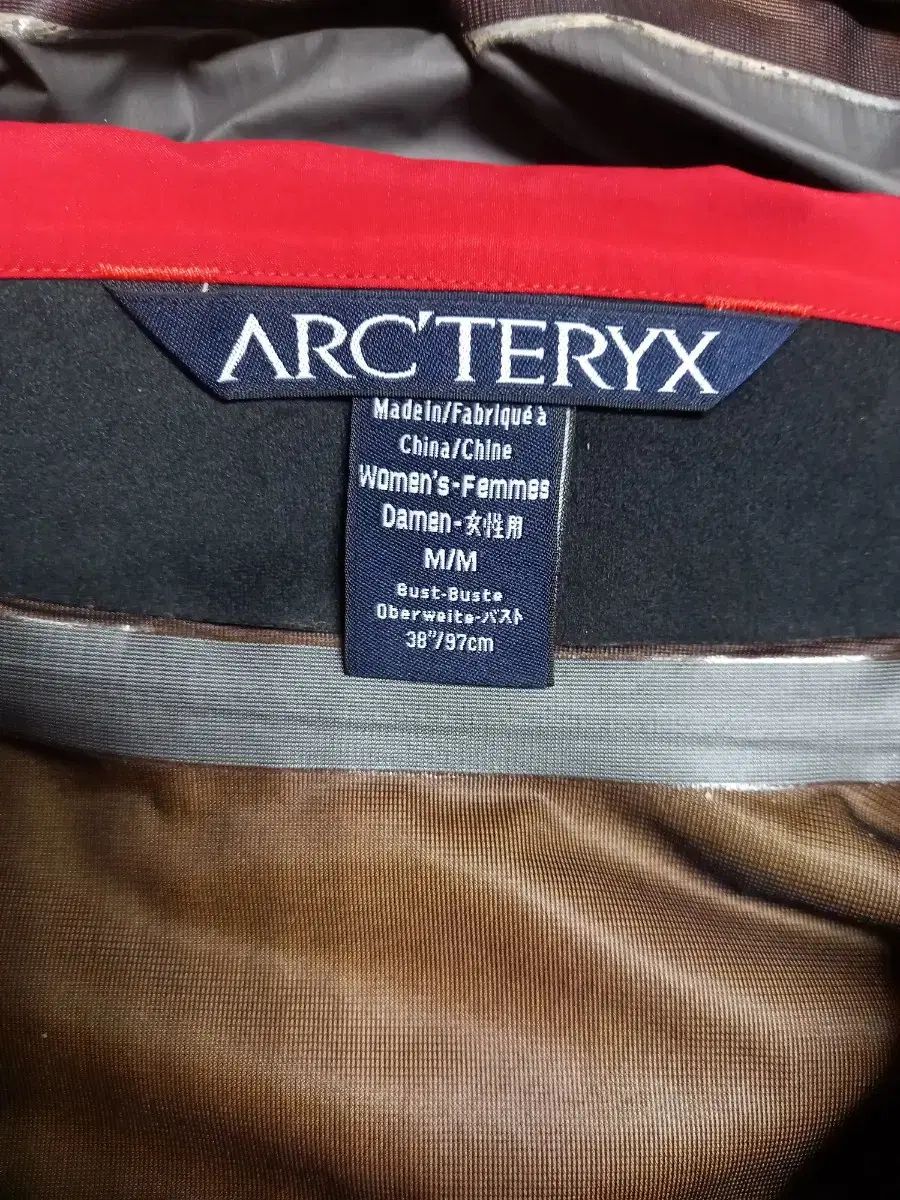 ARC'TERYX
Made in/Fabriqué à
China/Chine
Women's-Femmes
Damen-女性用
M/M
Bust-Buste
Oberweite-バスト
38"/97cm